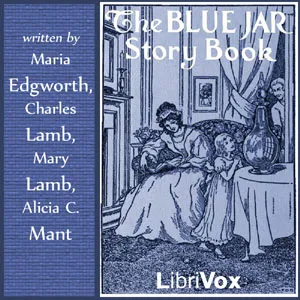 written by
Maria
Edgworth,
Charles
Lamb,
Mary
Lamb,
Alicia C.
Mant
The BLUE JAR
Story Book
LibriVox